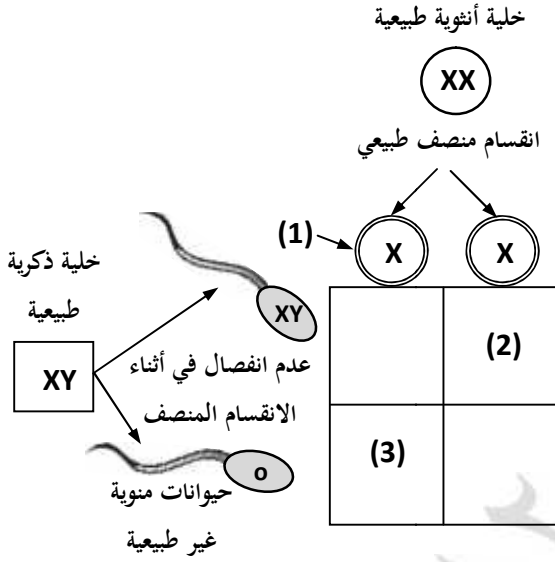 خلية أنثوية طبيعية
XX
انقسام منصف طبيعي
(1)
X
X
خلية ذكرية
طبيعية
XY
XY
(2)
عدم انفصال في أثناء
الانقسام المنصف
(3)
o
حيوانات منوية
غير طبيعية